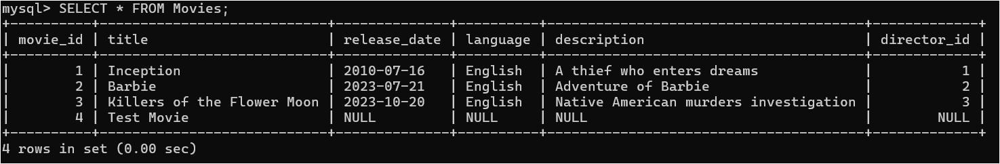 mysql> SELECT * FROM Movies;
+----------+-----------------------------+--------------+----------+--------------------------------------+-------------+
| movie_id | title                       | release_date | language | description                          | director_id |
+----------+-----------------------------+--------------+----------+--------------------------------------+-------------+
|        1 | Inception                   | 2010-07-16   | English  | A thief who enters dreams            |           1 |
|        2 | Barbie                      | 2023-07-21   | English  | Adventure of Barbie                  |           2 |
|        3 | Killers of the Flower Moon | 2023-10-20   | English  | Native American murders investigation |           3 |
|        4 | Test Movie                  | NULL         | NULL     | NULL                                 |        NULL |
+----------+-----------------------------+--------------+----------+--------------------------------------+-------------+
4 rows in set (0.00 sec)